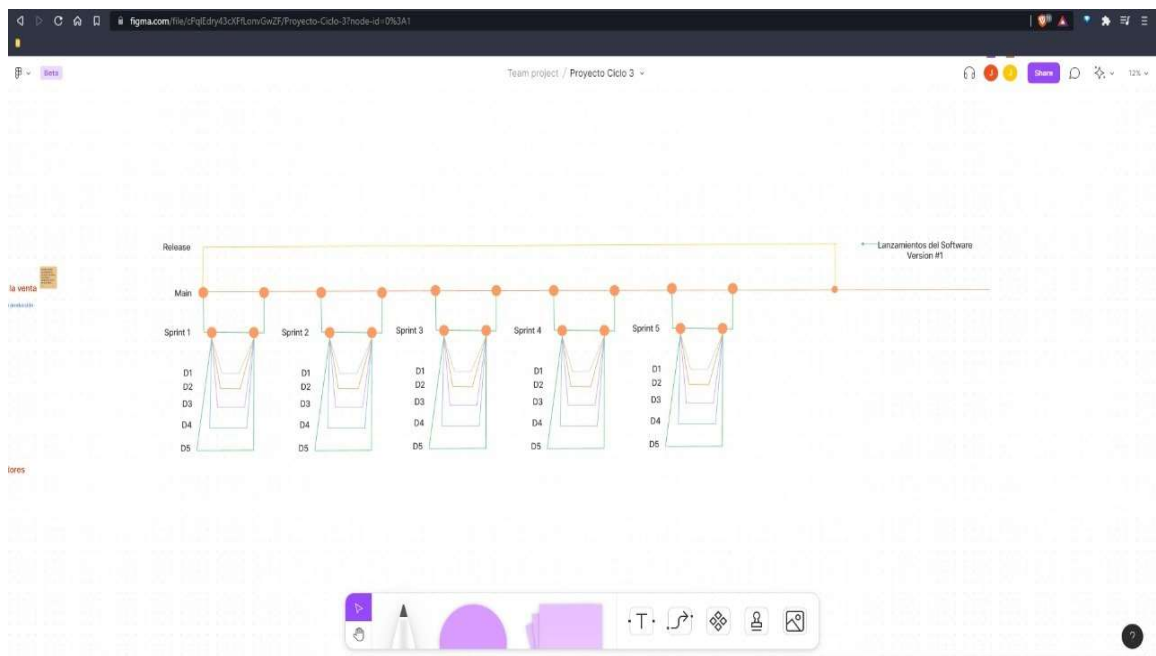 figma.com/file/cPqlEdry43cXFfLomvGwZF/Proyecto-Ciclo-3?node-id=0%3A1
Beta
Team project / Proyecto Ciclo 3
J
J
Share
12%
Release
Lanzamientos del Software
Version #1
la venta
Main
Sprint 1
Sprint 2
Sprint 3
Sprint 4
Sprint 5
D1
D2
D3
D4
D5
D1
D2
D3
D4
D5
D1
D2
D3
D4
D5
D1
D2
D3
D4
D5
D1
D2
D3
D4
D5
lores
T
?